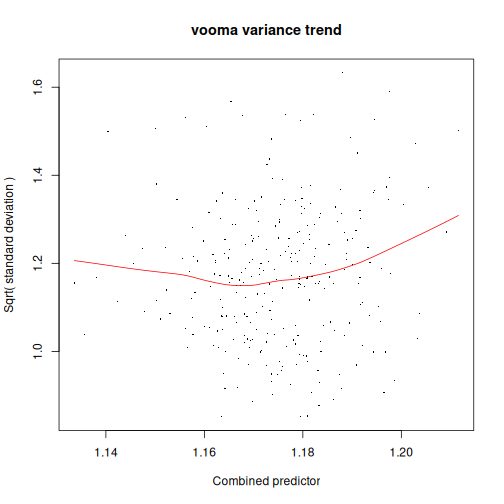 vooma variance trend
Sqrt( standard deviation )
1.6
1.4
1.2
1.0
1.14 1.16 1.18 1.20
Combined predictor